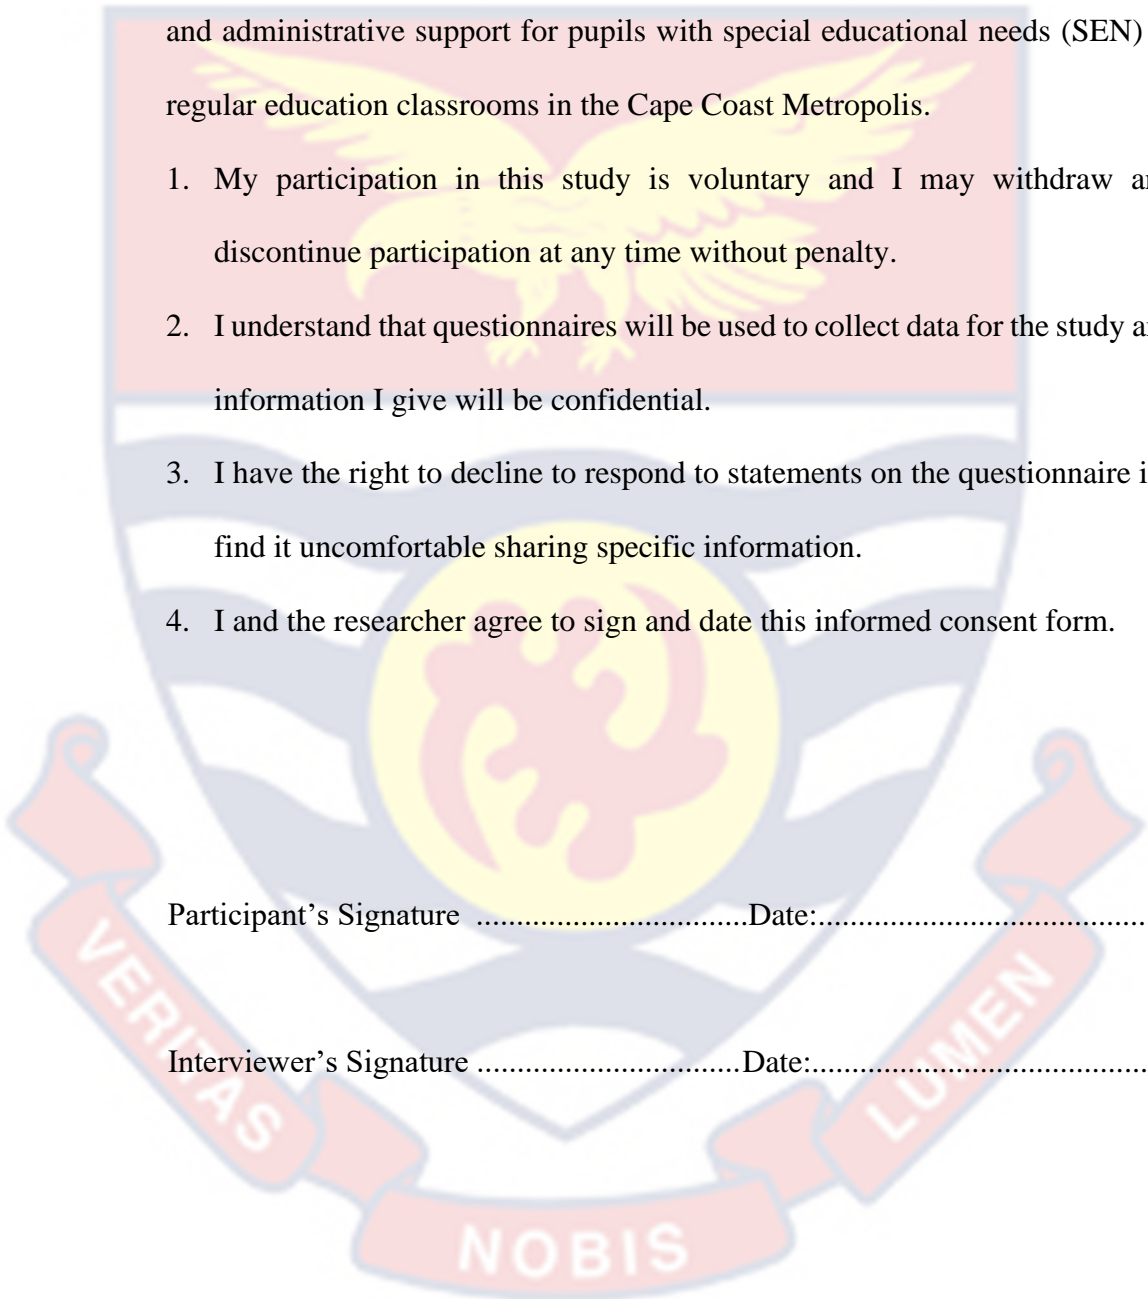 and administrative support for pupils with special educational needs (SEN)
regular education classrooms in the Cape Coast Metropolis.
1. My participation in this study is voluntary and I may withdraw
discontinue participation at any time without penalty.
2. I understand that questionnaires will be used to collect data for the study
information I give will be confidential.
3. I have the right to decline to respond to statements on the questionnaire
find it uncomfortable sharing specific information.
4. I and the researcher agree to sign and date this informed consent form.
Participant’s Signature .................................Date:........................................
Interviewer’s Signature ................................Date:.........................................
VERITAS
NOBIS
LUMEN